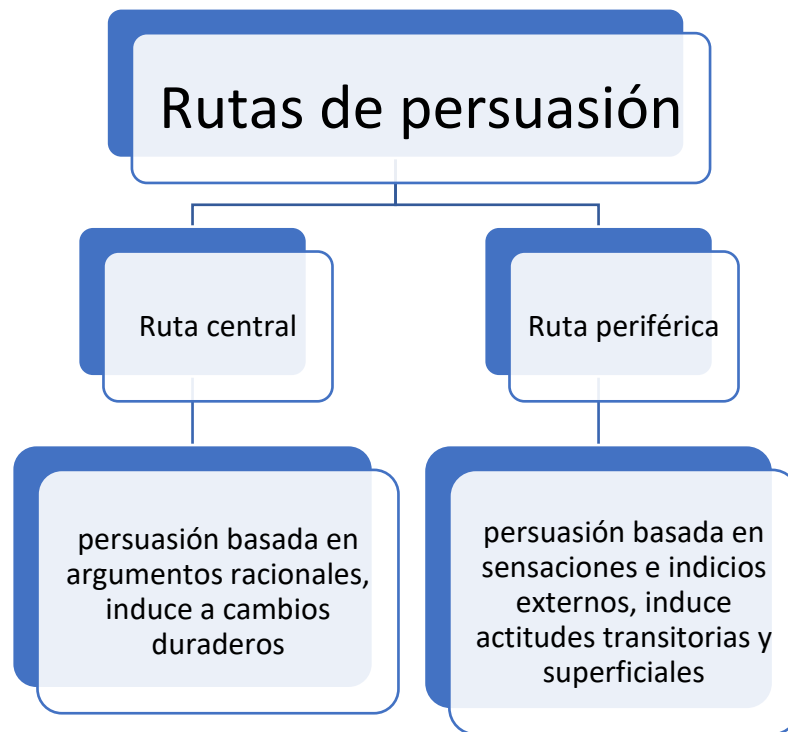 Rutas de persuasión
Ruta central
Ruta periférica
persuasión basada en
argumentos racionales,
induce a cambios
duraderos
persuasión basada en
sensaciones e indicios
externos, induce
actitudes transitorias y
superficiales